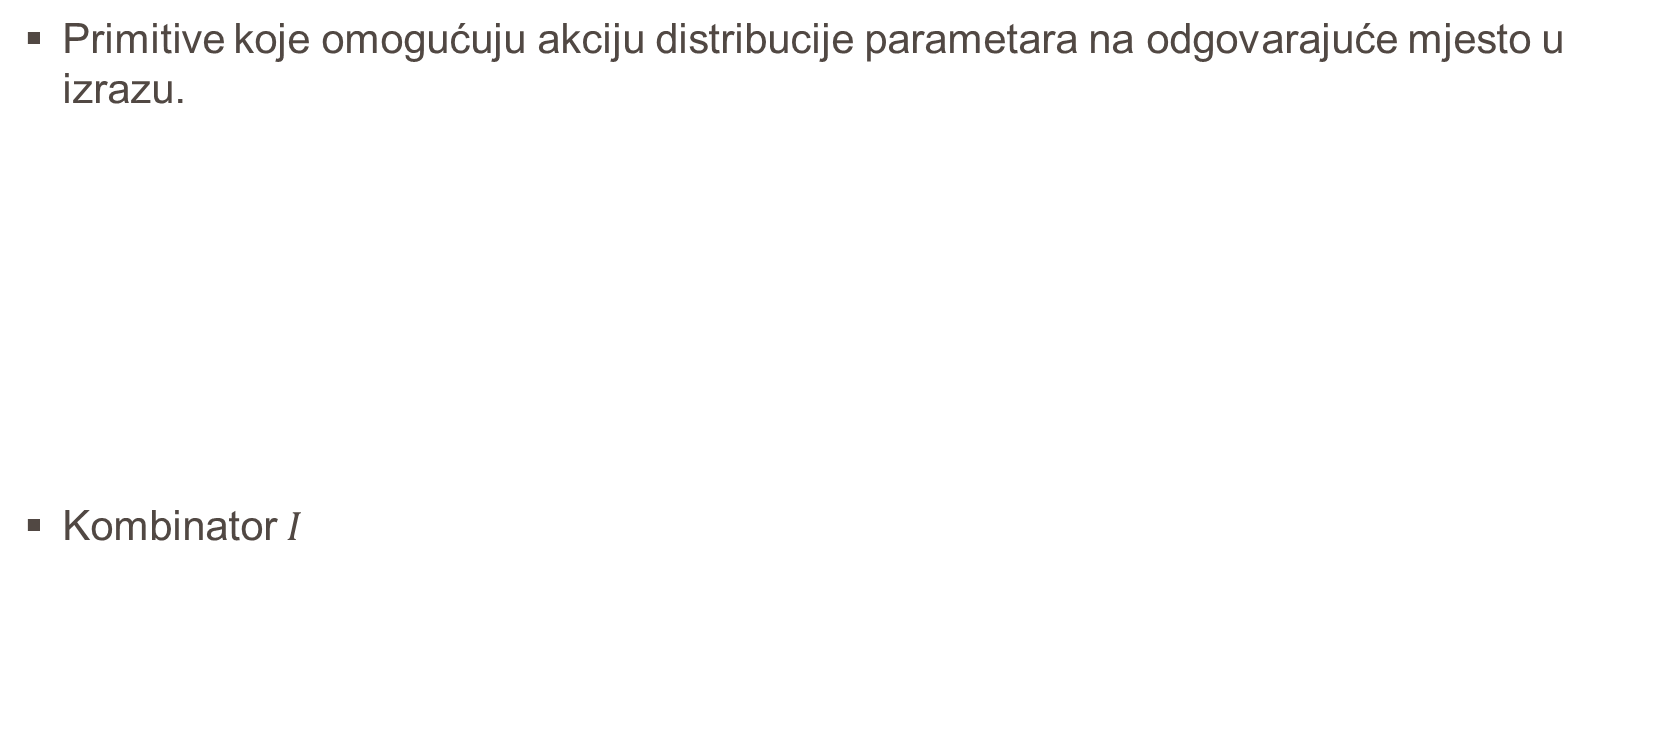 ▪ Primitive koje omogućuju akciju distribucije parametara na odgovarajuće mjesto u
izrazu.
▪ Kombinator I